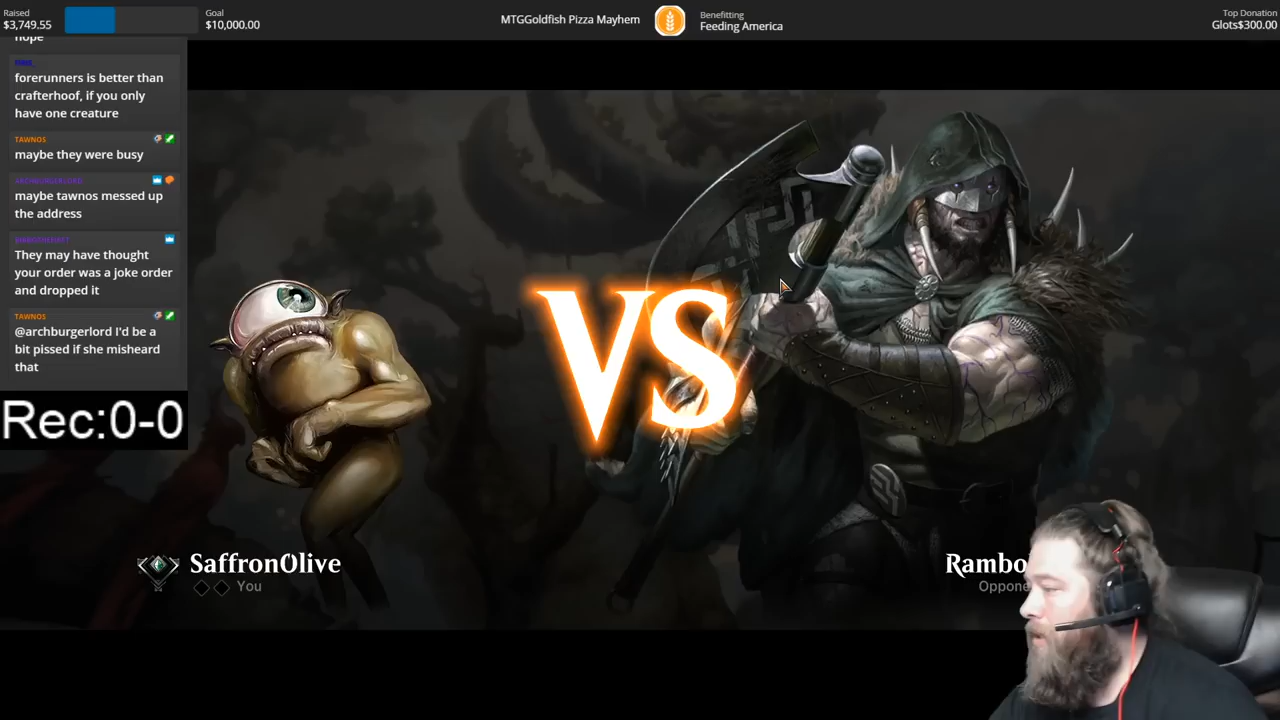 Raised
$3,749.55
Goal
$10,000.00
MTGGoldfish Pizza Mayhem
Benefitting
Feeding America
Top Donation
Glots$300.00
nope
forerunners is better than
crafterhoof, if you only
have one creature
TAWNOS
maybe they were busy
ARCHBURGERLORD
maybe tawnos messed up
the address
They may have thought
your order was a joke order
and dropped it
TAWNOS
@archburgerlord I'd be a
bit pissed if she misheard
that
Rec:0-0
VS
SaffronOlive
You
Rambo
Oppone